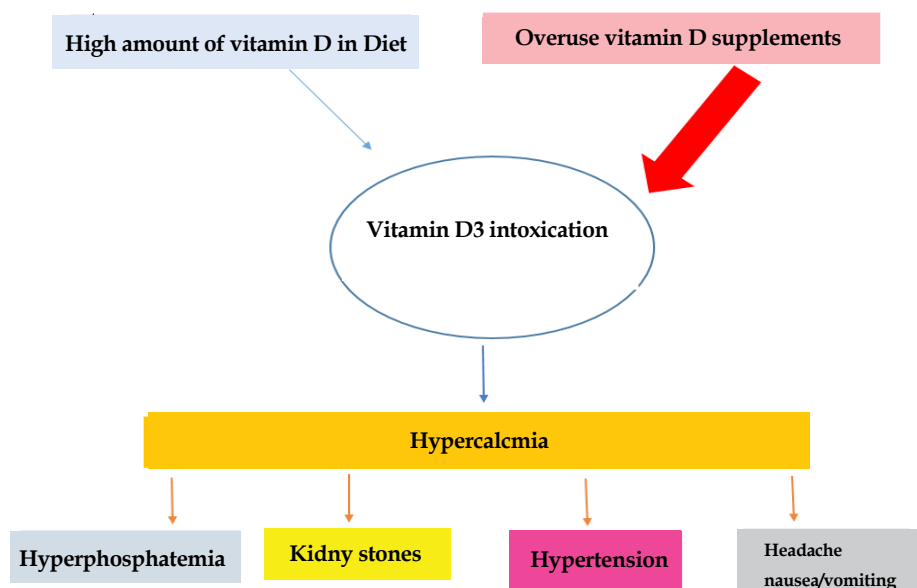 High amount of vitamin D in Diet
Overuse vitamin D supplements
Vitamin D3 intoxication
Hypercalcmia
Hyperphosphatemia
Kidny stones
Hypertension
Headache
nausea/vomiting